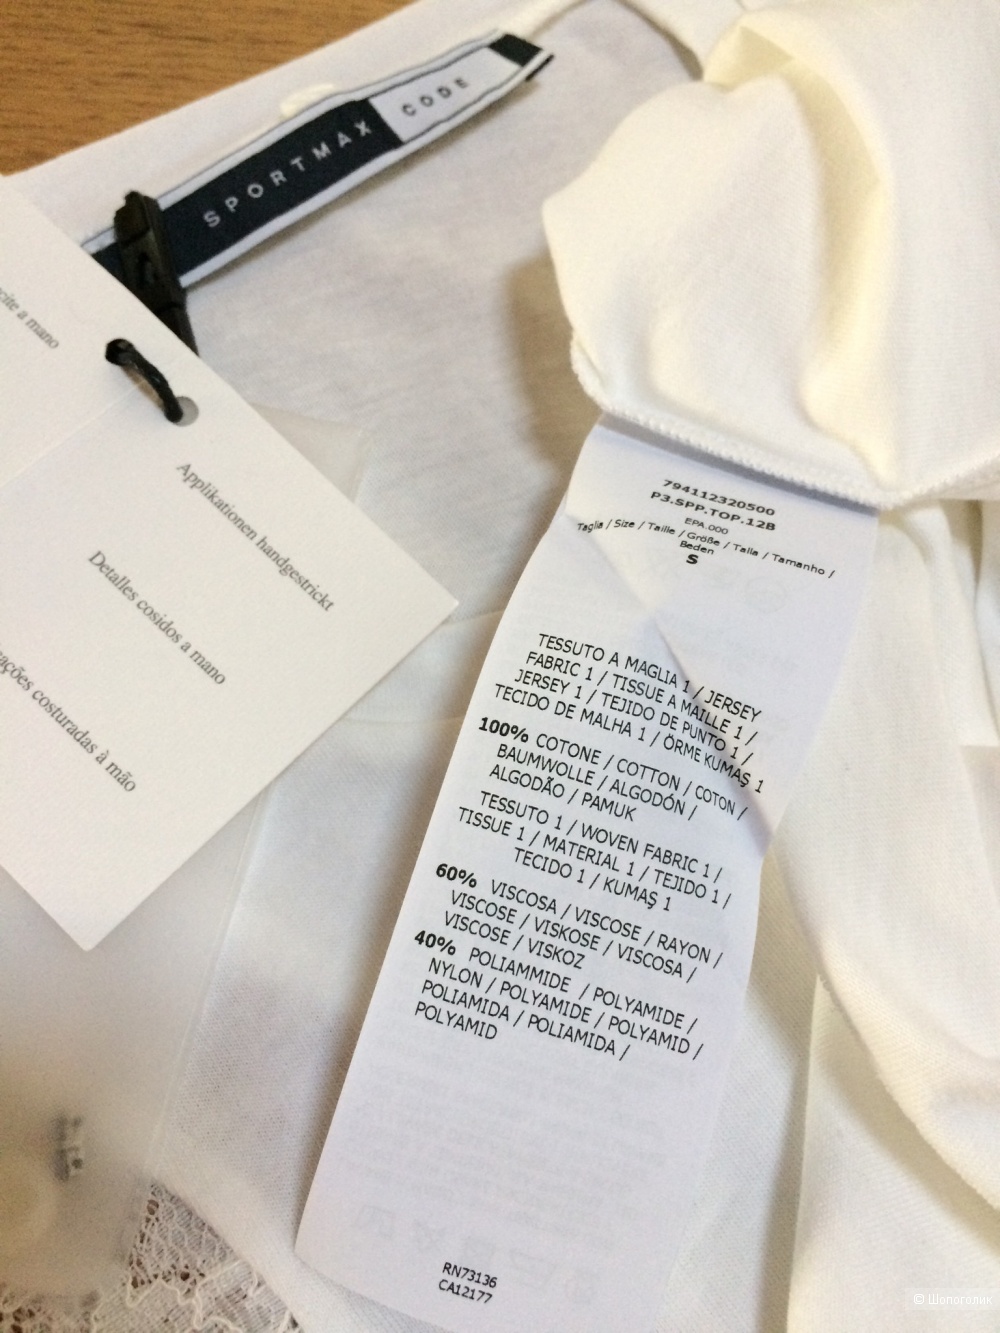 SPORTMAX CODE
cite a mano
Applikationen handgestrickt
Detalles cosidos a mano
costuradas à mão
794112320500
P3.SPP.TOP.12B
EPA.000
Taglia / Size / Taille / Größe / Talla / Tamanho /
Beden
S
TESSUTO A MAGLIA 1 / JERSEY
FABRIC 1 / TISSUE A MAILLE 1 /
JERSEY 1 / TEJIDO DE PUNTO 1 /
TECIDO DE MALHA 1 / ÖRME KUMAŞ 1
100% COTONE / COTTON / COTON /
BAUMWOLLE / ALGODÓN /
ALGODÃO / PAMUK
TESSUTO 1 / WOVEN FABRIC 1 /
TISSUE 1 / MATERIAL 1 / TEJIDO 1 /
TECIDO 1 / KUMAŞ 1
60% VISCOSA / VISCOSE / RAYON /
VISCOSE / VISKOSE / VISCOSA /
VISCOSE / VISKOZ
40% POLIAMMIDE / POLYAMIDE /
NYLON / POLYAMIDE / POLYAMID /
POLIAMIDA / POLIAMIDA /
POLYAMID
RN73136
CA12177
© Шопоголик